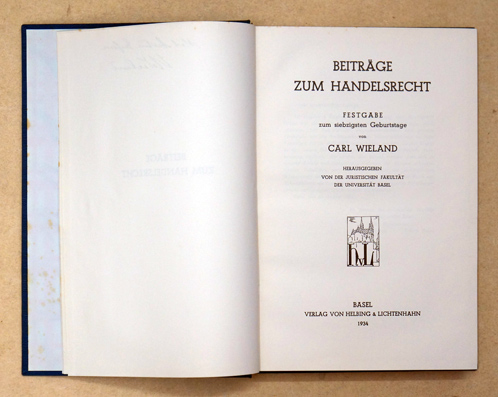 BEITRÄGE
ZUM HANDELSRECHT
FESTGABE
zum siebzigsten Geburtstage
von
CARL WIELAND
HERAUSGEGEBEN
VON DER JURISTISCHEN FAKULTÄT
DER UNIVERSITÄT BASEL
BASEL
VERLAG VON HELBING & LICHTENHAHN
1934